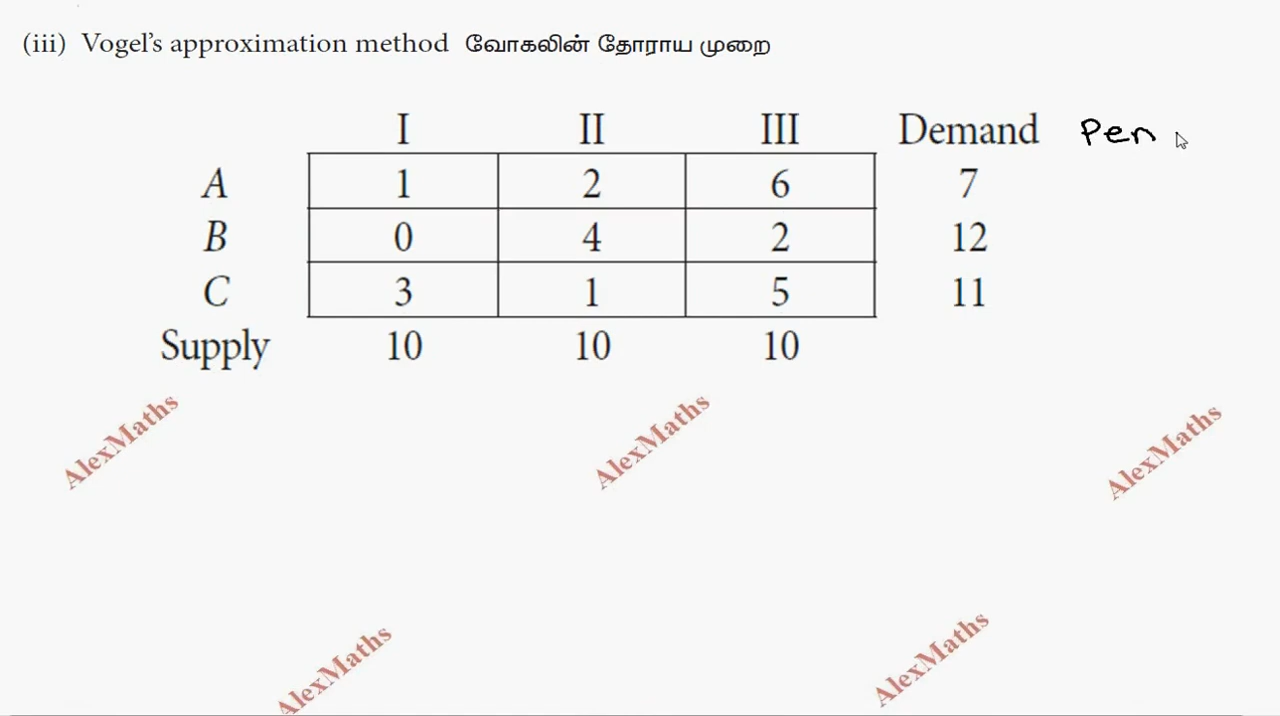 (iii) Vogel's approximation method வோகலின் தோராய முறை
I II III Demand Pen
A 1 2 6 7
B 0 4 2 12
C 3 1 5 11
Supply 10 10 10
AlexMaths AlexMaths AlexMaths
AlexMaths AlexMaths